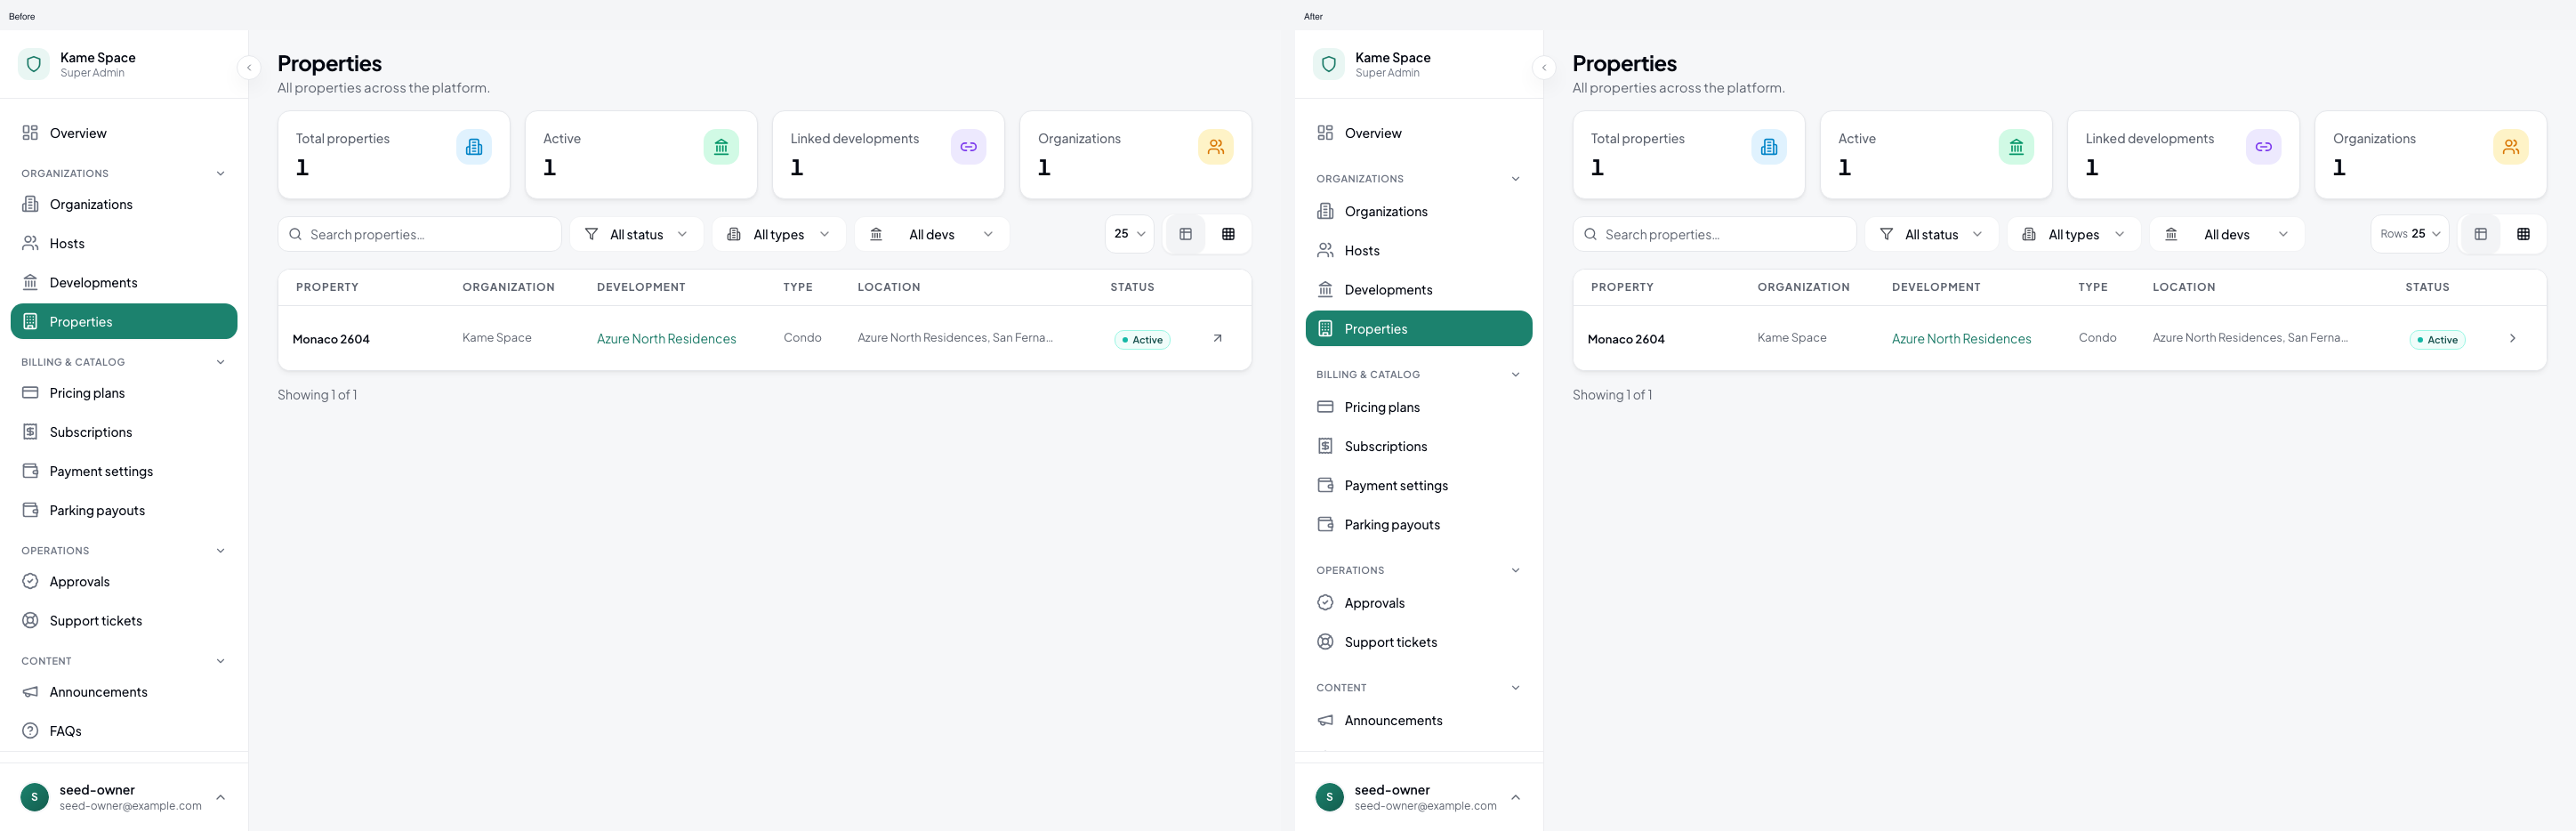 Before
Kame Space
Super Admin
Overview
ORGANIZATIONS
Organizations
Hosts
Developments
Properties
BILLING & CATALOG
Pricing plans
Subscriptions
Payment settings
Parking payouts
OPERATIONS
Approvals
Support tickets
CONTENT
Announcements
FAQs
S
seed-owner
seed-owner@example.com
Properties
All properties across the platform.
Total properties
1
Active
1
Linked developments
1
Organizations
1
Search properties...
All status
All types
All devs
25
PROPERTY ORGANIZATION DEVELOPMENT TYPE LOCATION STATUS
Monaco 2604 Kame Space Azure North Residences Condo Azure North Residences, San Ferna... Active
Showing 1 of 1
After
Kame Space
Super Admin
Overview
ORGANIZATIONS
Organizations
Hosts
Developments
Properties
BILLING & CATALOG
Pricing plans
Subscriptions
Payment settings
Parking payouts
OPERATIONS
Approvals
Support tickets
CONTENT
Announcements
S
seed-owner
seed-owner@example.com
Properties
All properties across the platform.
Total properties
1
Active
1
Linked developments
1
Organizations
1
Search properties...
All status
All types
All devs
Rows 25
PROPERTY ORGANIZATION DEVELOPMENT TYPE LOCATION STATUS
Monaco 2604 Kame Space Azure North Residences Condo Azure North Residences, San Ferna... Active
Showing 1 of 1